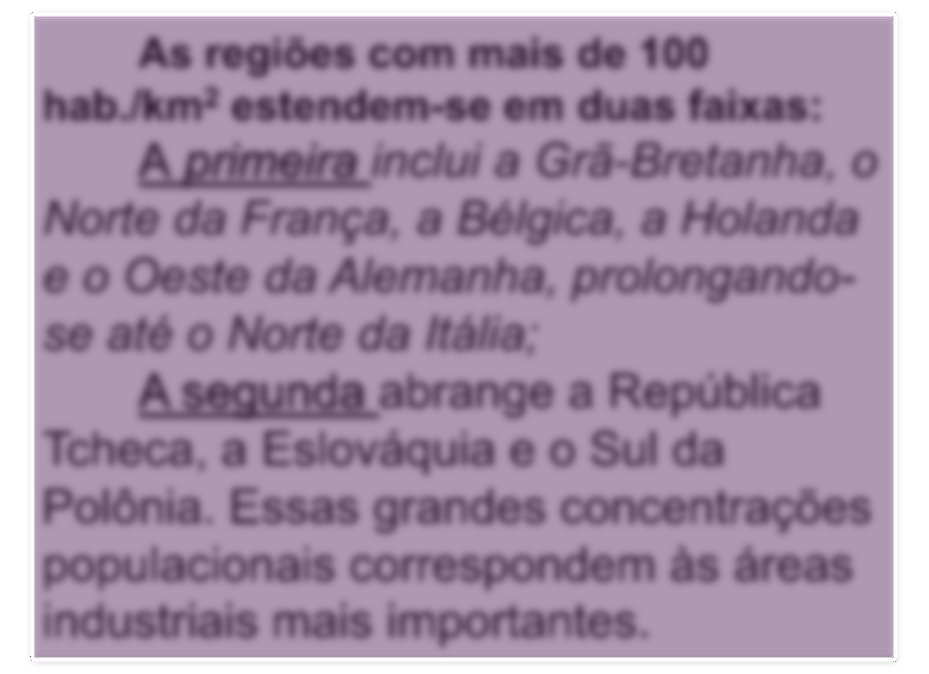 As regiões com mais de 100
hab./km² estendem-se em duas faixas:
A primeira inclui a Grã-Bretanha, o
Norte da França, a Bélgica, a Holanda
e o Oeste da Alemanha, prolongando-
se até o Norte da Itália;
A segunda abrange a República
Tcheca, a Eslováquia e o Sul da
Polônia. Essas grandes concentrações
populacionais correspondem às áreas
industriais mais importantes.